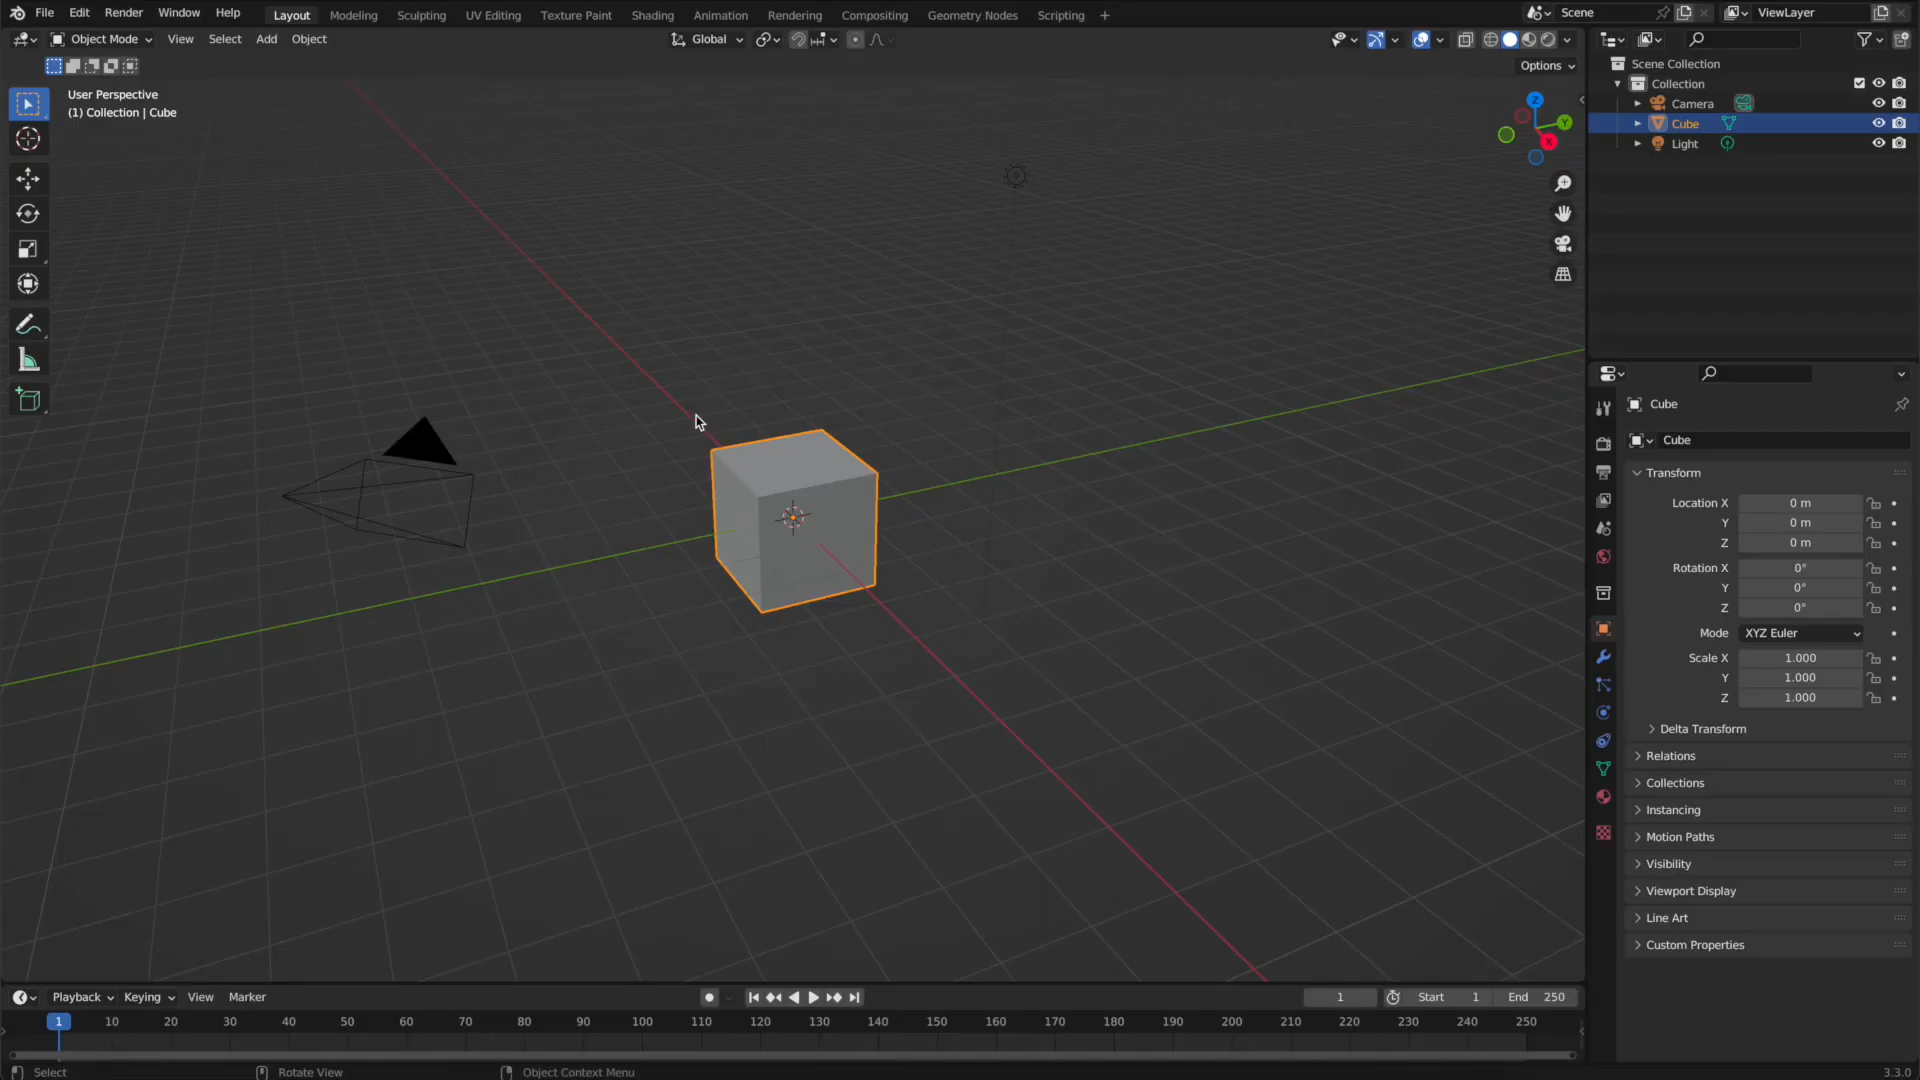 File Edit Render Window Help Layout Modeling Sculpting UV Editing Texture Paint Shading Animation Rendering Compositing Geometry Nodes Scripting + Scene ViewLayer
Object Mode View Select Add Object Global
Options
User Perspective
(1) Collection | Cube
Z
Y
X
Scene Collection
Collection
Camera
Cube
Light
Cube
Cube
Transform
Location X 0 m
Y 0 m
Z 0 m
Rotation X 0°
Y 0°
Z 0°
Mode XYZ Euler
Scale X 1.000
Y 1.000
Z 1.000
Delta Transform
Relations
Collections
Instancing
Motion Paths
Visibility
Viewport Display
Line Art
Custom Properties
Playback Keying View Marker 1 Start 1 End 250
1 10 20 30 40 50 60 70 80 90 100 110 120 130 140 150 160 170 180 190 200 210 220 230 240 250
Select Rotate View Object Context Menu 3.3.0